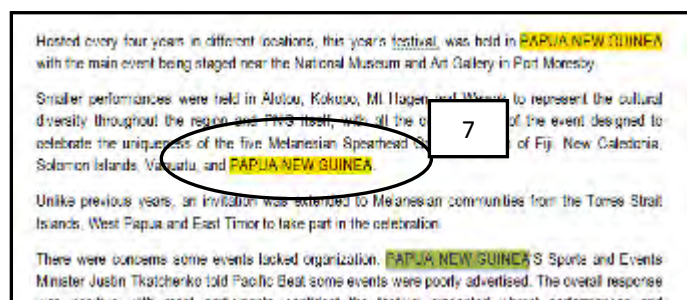 Hosted every four years in different locations, this year's festival, was held in PAPUA NEW GUINEA
with the main event being staged near the National Museum and Art Gallery in Port Moresby.
Smaller performances were held in Alotou, Kokopo, Mt Hagen and to represent the cultural
diversity throughout the region and PNG itself, with all the of the event designed to
celebrate the uniqueness of the five Melanesian Spearhead of Fiji, New Caledonia,
Solomon Islands, Vanuatu, and PAPUA NEW GUINEA.
7
Unlike previous years, an invitation was extended to Melanesian communities from the Torres Strait
Islands, West Papua and East Timor to take part in the celebration.
There were concerns some events lacked organization. PAPUA NEW GUINEA'S Sports and Events
Minister Justin Tkatchenko told Pacific Beat some events were poorly advertised. The overall response